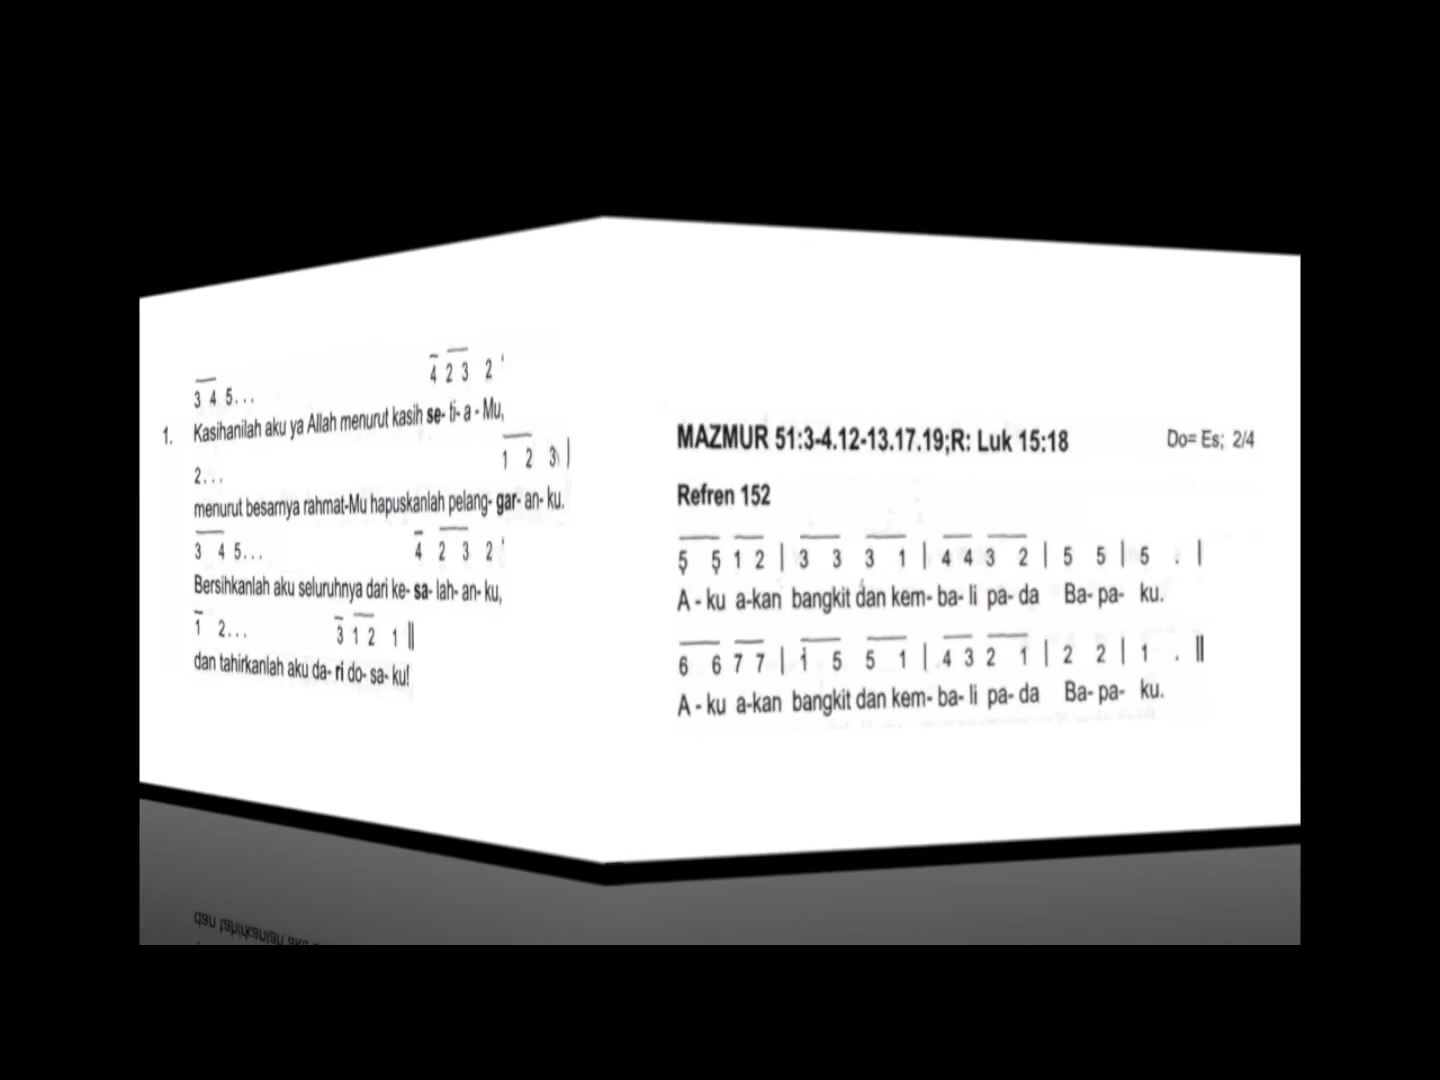 3 4 5... 4 2 3 2 '
1. Kasihanilah aku ya Allah menurut kasih se- ti- a - Mu,
2... 1 2 3 |
menurut besarnya rahmat-Mu hapuskanlah pelang- gar- an- ku.
3 4 5... 4 2 3 2 '
Bersihkanlah aku seluruhnya dari ke- sa- lah- an- ku,
1 2... 3 1 2 1 ||
dan tahirkanlah aku da- ri do- sa- ku!
MAZMUR 51:3-4.12-13.17.19;R: Luk 15:18 Do= Es; 2/4
Refren 152
5̣ 5̣ 1 2 | 3 3 3 1 | 4 4 3 2 | 5 5 | 5 . |
A - ku a-kan bangkit dan kem- ba- li pa- da Ba- pa- ku.
6 6 7 7 | 1̇ 5 5 1 | 4 3 2 1 | 2 2 | 1 . ||
A - ku a-kan bangkit dan kem- ba- li pa- da Ba- pa- ku.
dan tahirkanlah aku